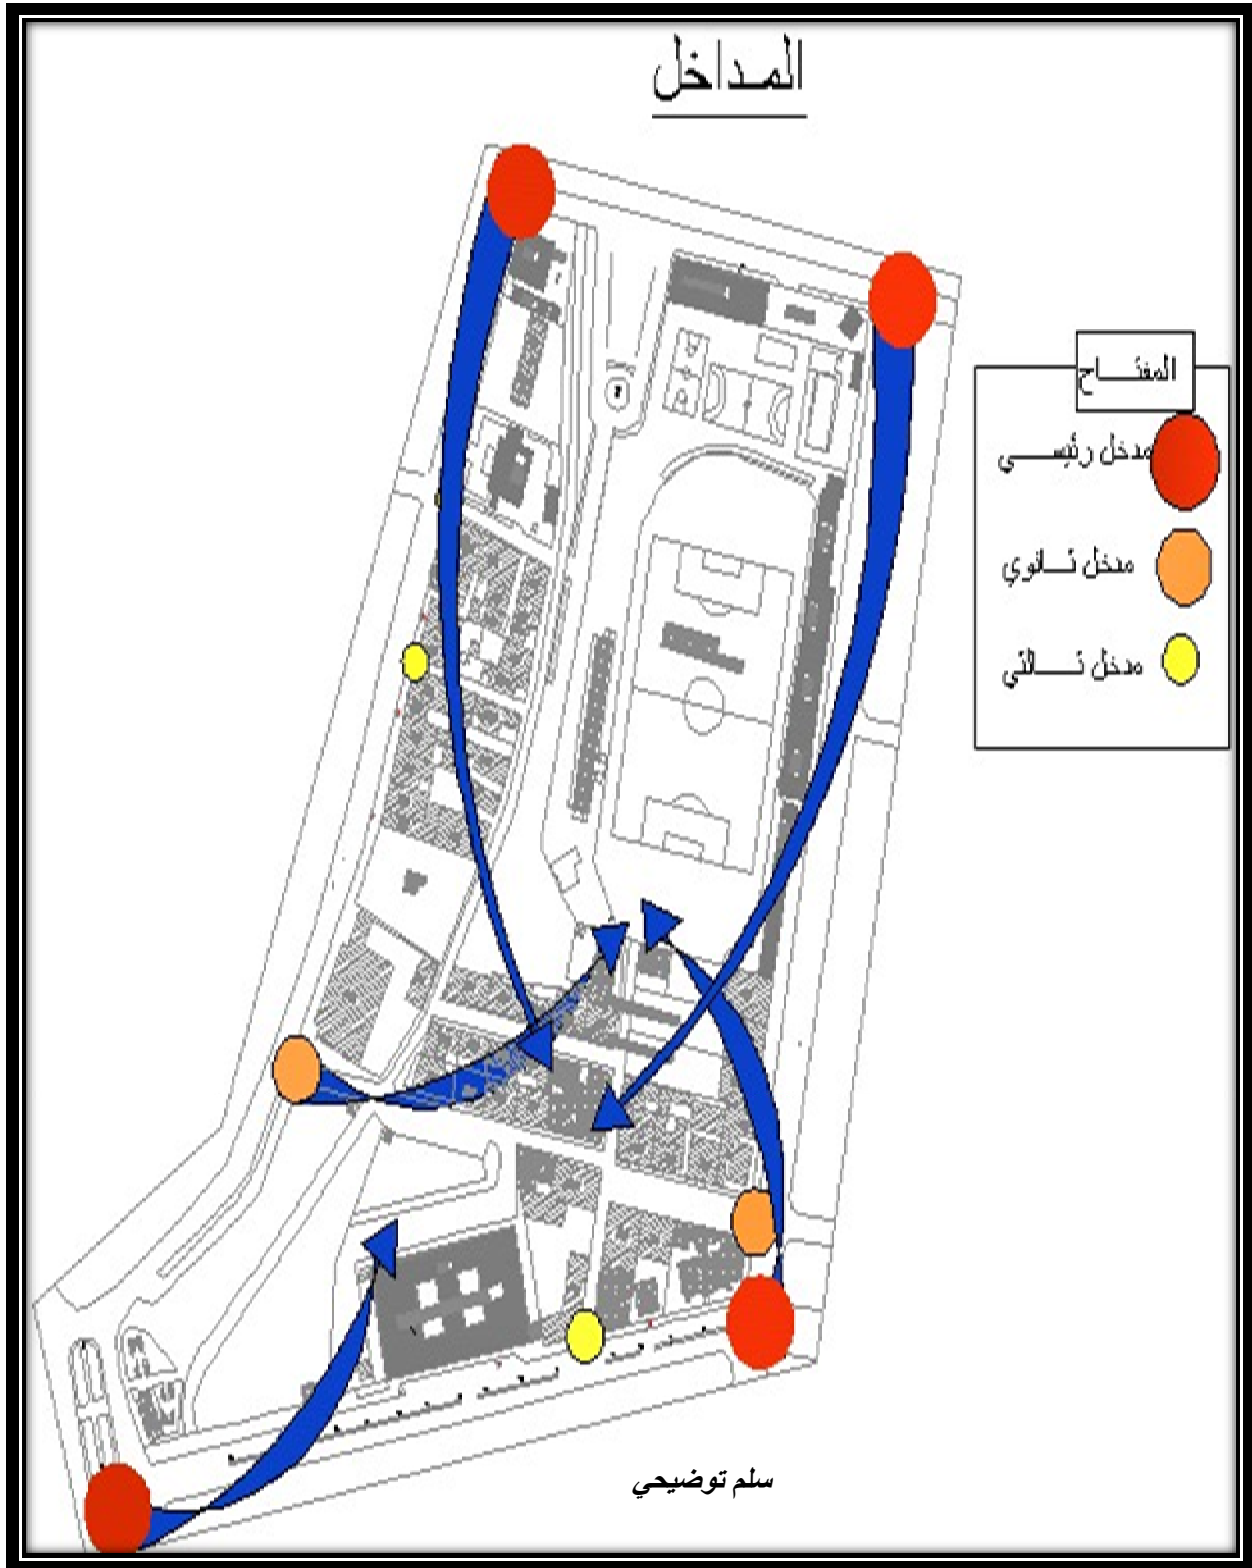 المداخل
المفتاح
مدخل رئيسي
مدخل ثانوي
مدخل ثالثي
سلم توضيحي